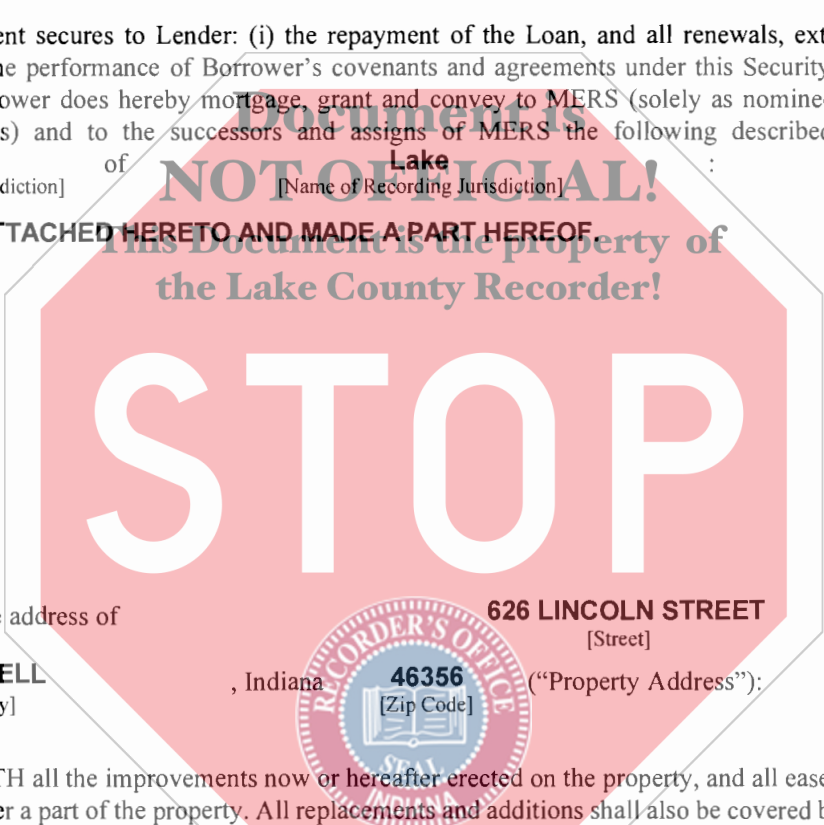 ent secures to Lender: (i) the repayment of the Loan, and all renewals, ext
he performance of Borrower's covenants and agreements under this Security
ower does hereby mortgage, grant and convey to MERS (solely as nomine
s) and to the successors and assigns of MERS the following described
Document is
of Lake :
NOT OFFICIAL!
diction] [Name of Recording Jurisdiction]
TTACHED HERETO AND MADE A PART HEREOF.
This Document is the property of
the Lake County Recorder!
STOP
e address of 626 LINCOLN STREET
[Street]
ELL , Indiana 46356 ("Property Address"):
y] [Zip Code]
RECORDER'S OFFICE
SEAL
INDIANA
TH all the improvements now or hereafter erected on the property, and all ease
er a part of the property. All replacements and additions shall also be covered b